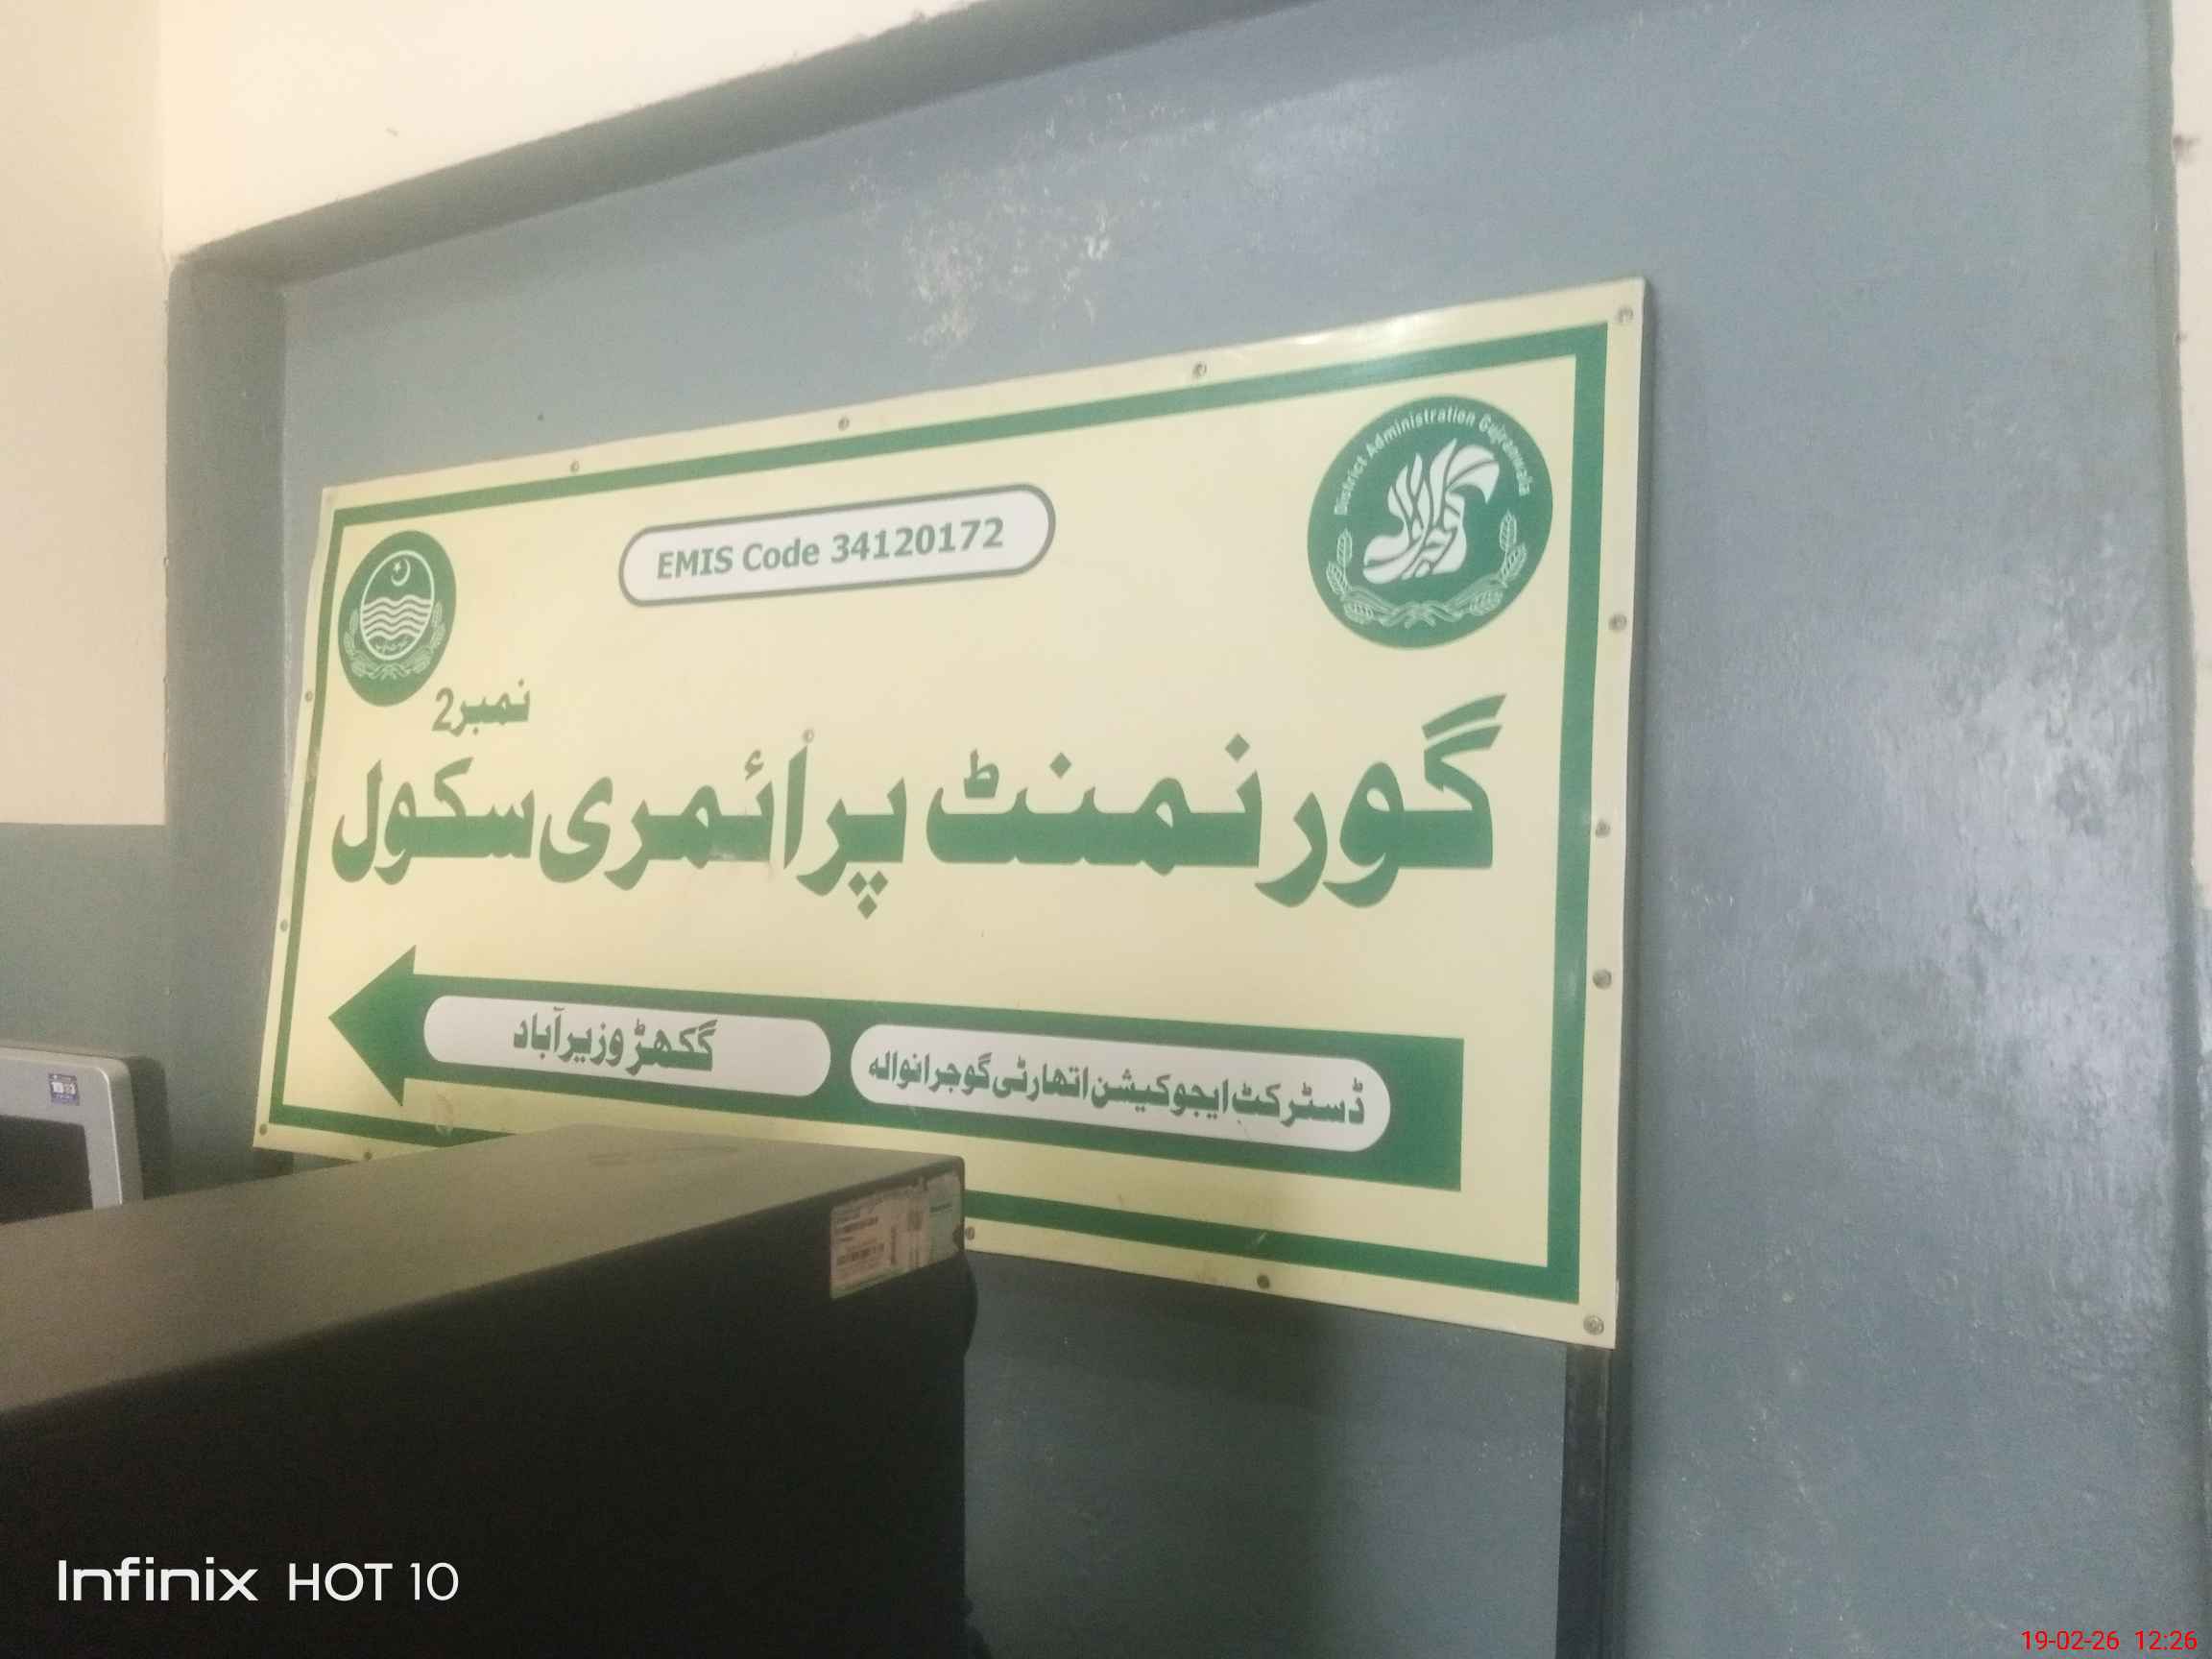 EMIS Code 34120172
District Administration Gujranwala
گوجرانوالہ
نمبر2
گورنمنٹ پرائمری سکول
ڈسٹرکٹ ایجوکیشن اتھارٹی گوجرانوالہ
گکھڑ وزیرآباد
Infinix HOT 10
19-02-26 12:26